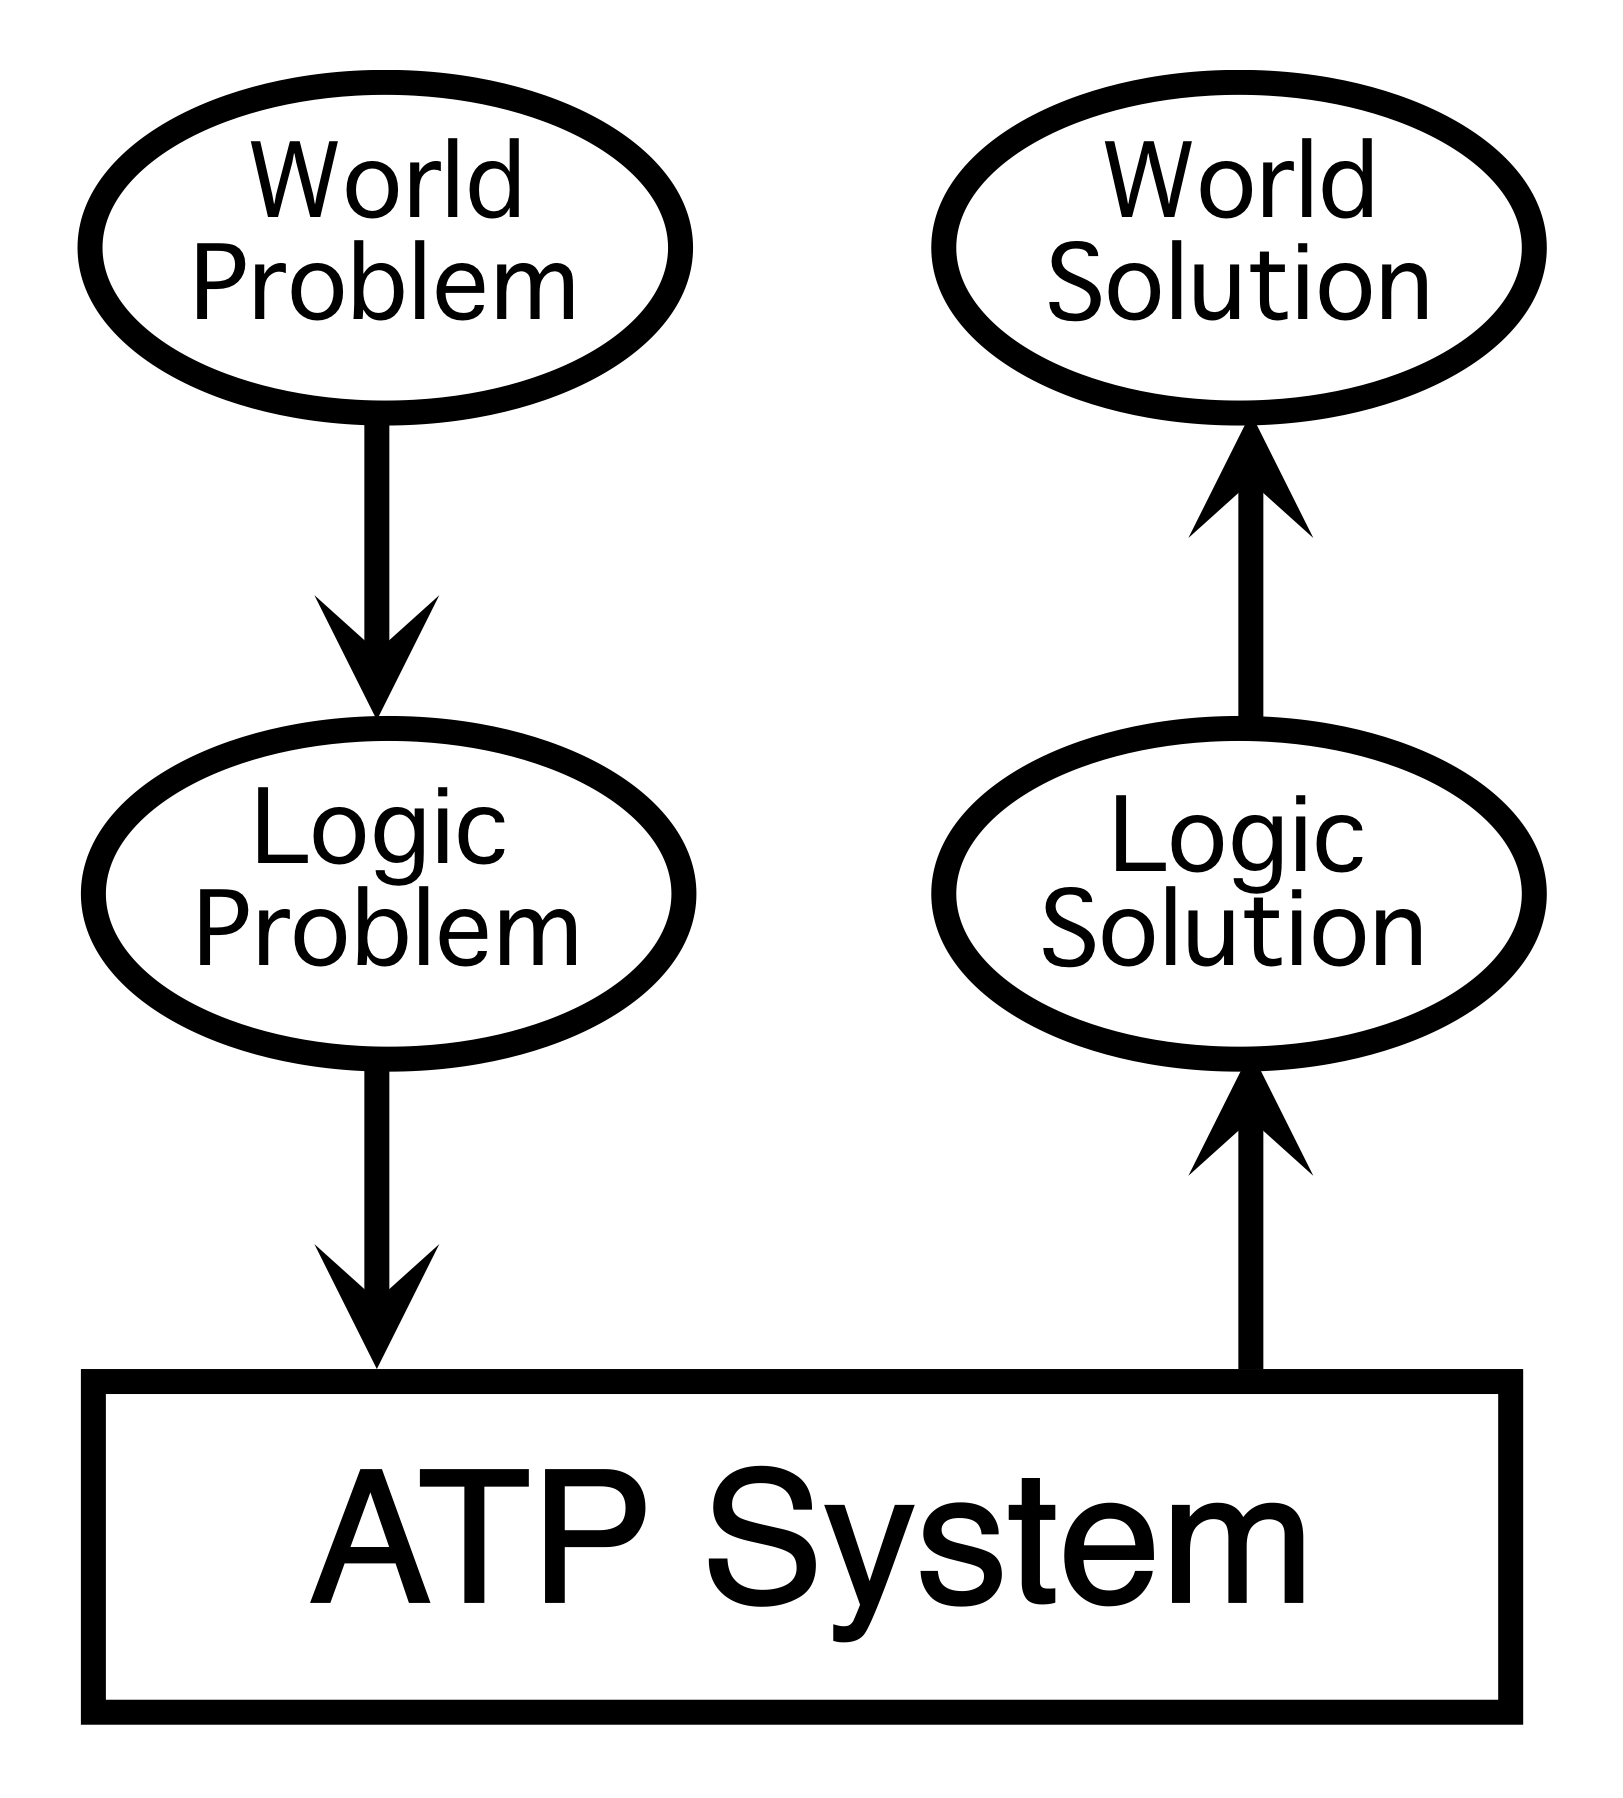 World
Problem
World
Solution
Logic
Problem
Logic
Solution
ATP System